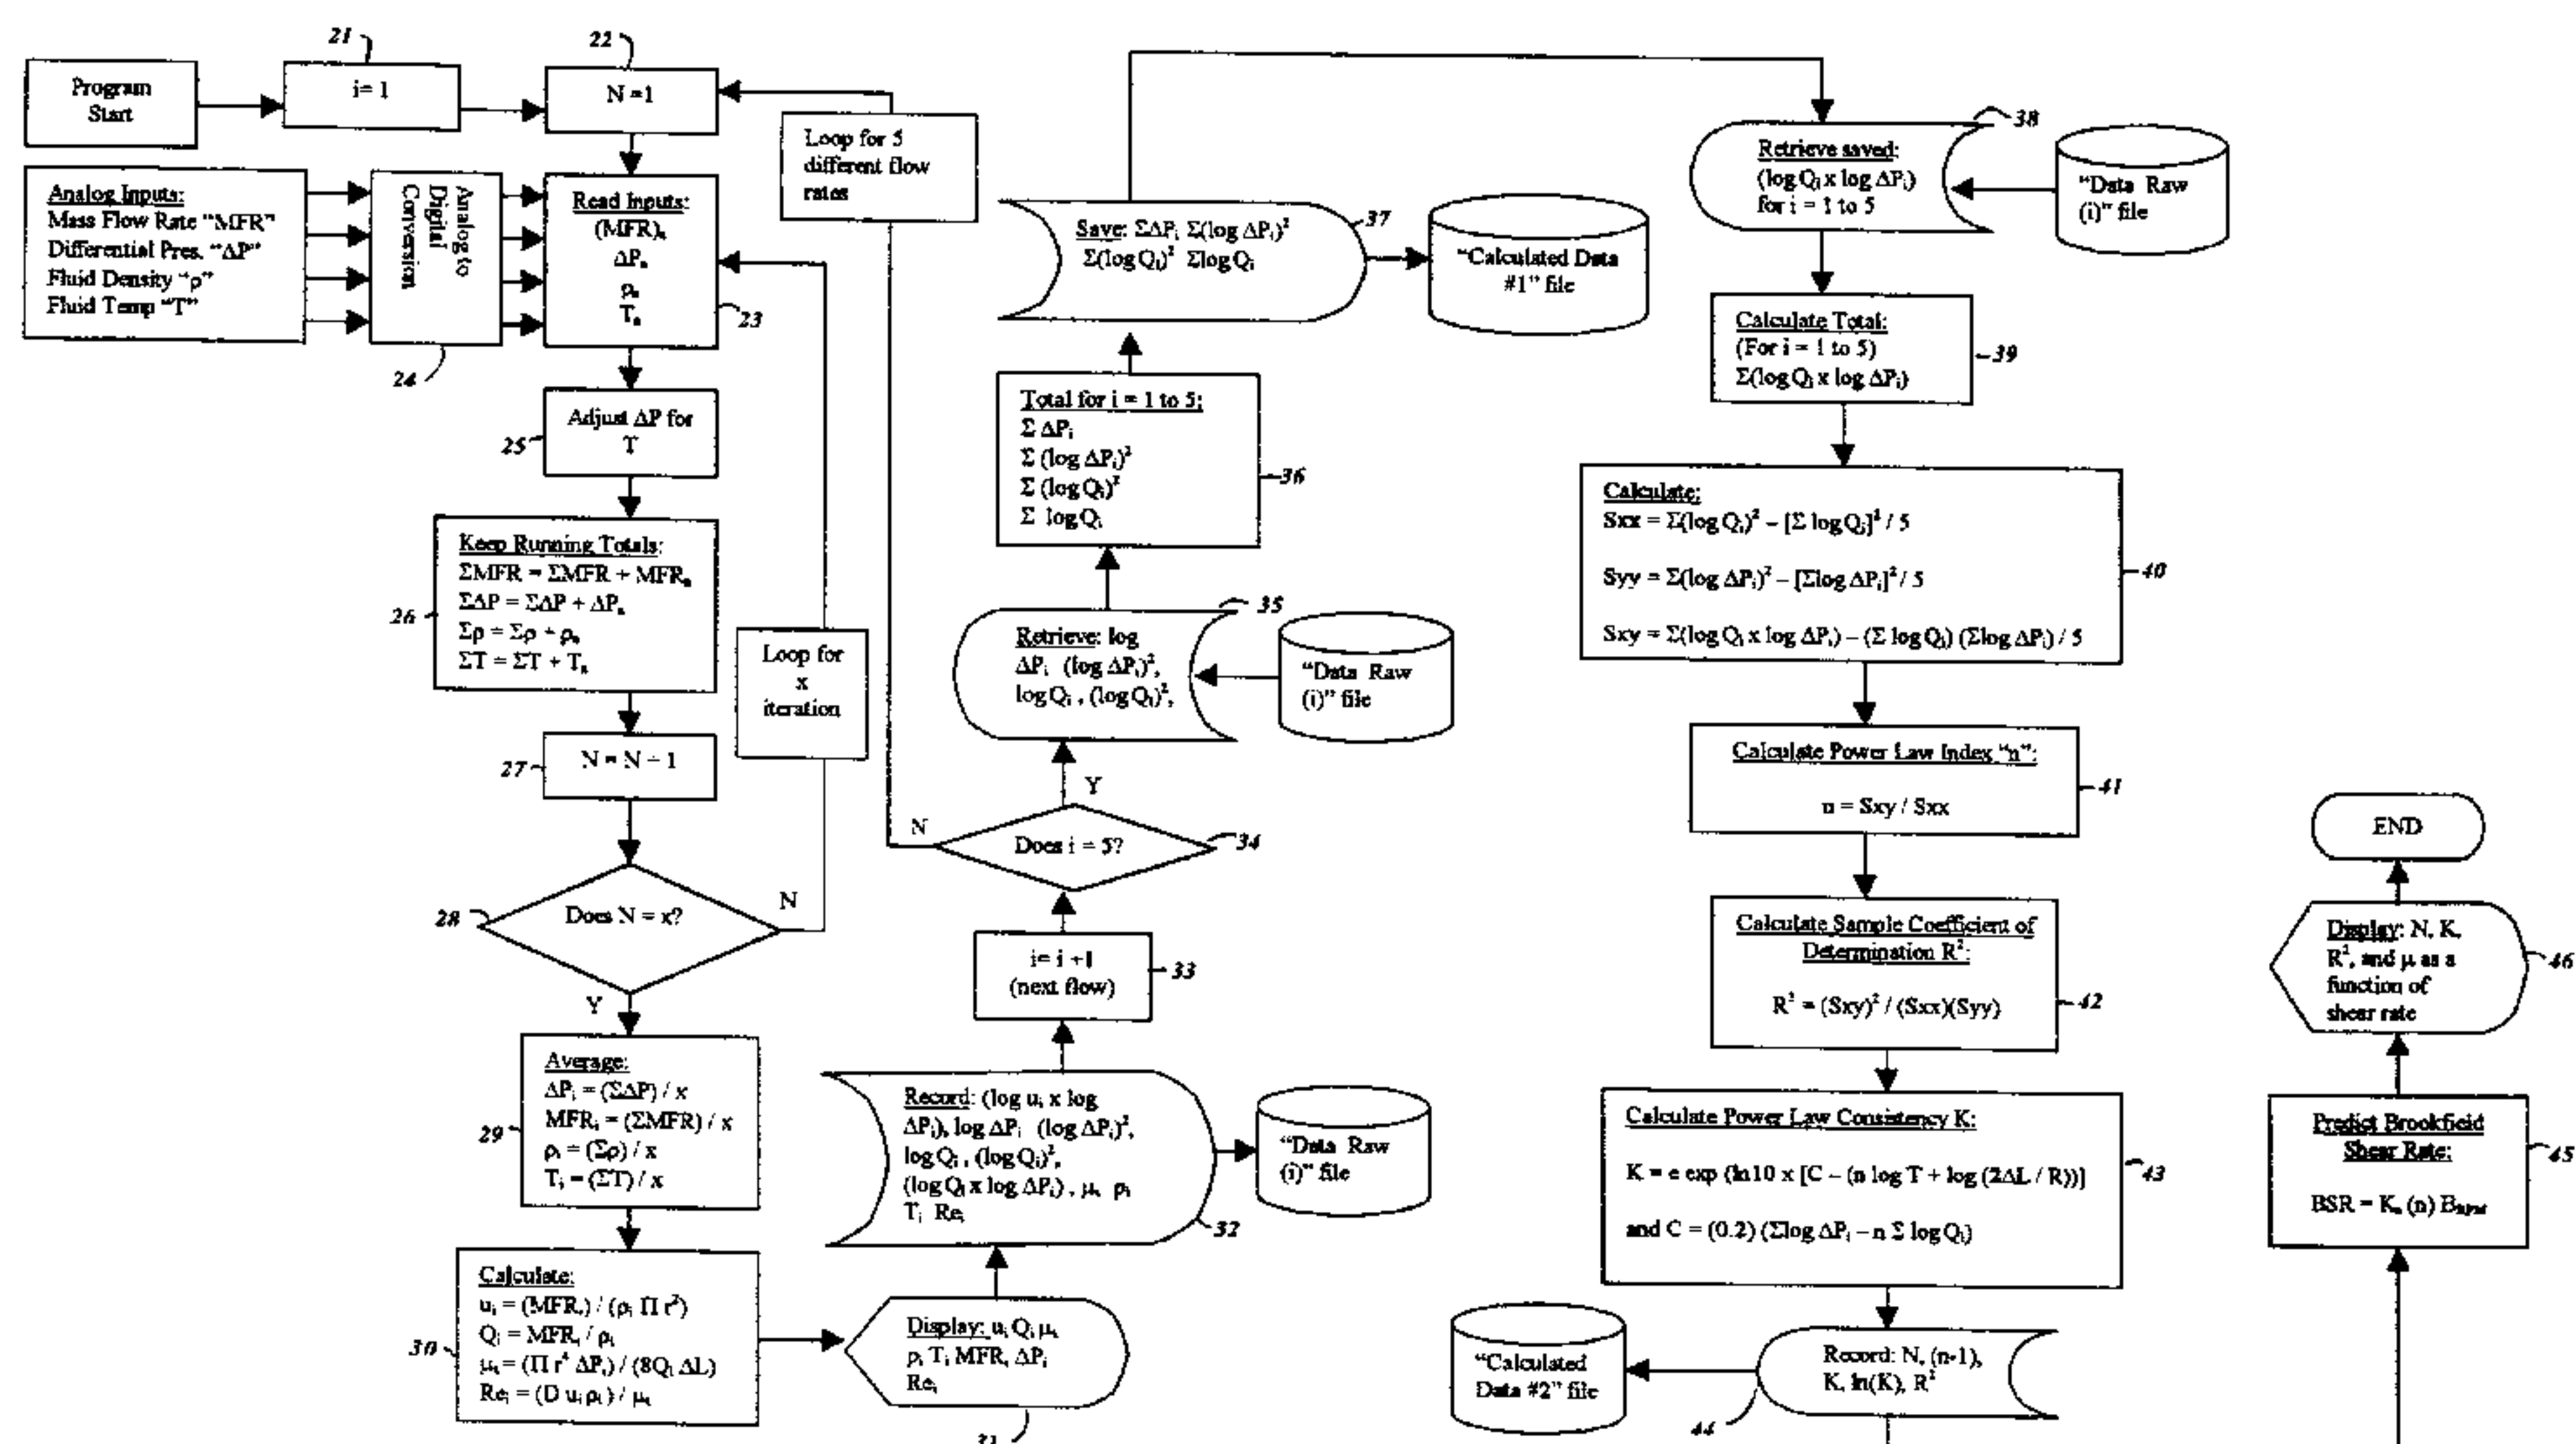 21
Program
Start
i= 1
22
N =1
Loop for 5
different flow
rates
Analog Inputs:
Mass Flow Rate "MFR"
Differential Pres. "ΔP"
Fluid Density "ρ"
Fluid Temp "T"
Analog to
Digital
Conversion
24
Read Inputs:
(MFR)ₙ
ΔPₙ
ρₙ
Tₙ
23
Adjust ΔP for
T
25
Keep Running Totals:
ΣMFR = ΣMFR + MFRₙ
ΣΔP = ΣΔP + ΔPₙ
Σρ = Σρ + ρₙ
ΣT = ΣT + Tₙ
26
Loop for
x
iteration
N = N + 1
27
Does N = x?
28
N
Y
Average:
ΔPᵢ = (ΣΔP) / x
MFRᵢ = (ΣMFR) / x
ρᵢ = (Σρ) / x
Tᵢ = (ΣT) / x
29
Calculate:
uᵢ = (MFRᵢ) / (ρᵢ Π r²)
Qᵢ = MFRᵢ / ρᵢ
μᵢ = (Π r⁴ ΔPᵢ) / (8Qᵢ ΔL)
Reᵢ = (D uᵢ ρᵢ) / μᵢ
30
Display: uᵢ Qᵢ μᵢ
ρᵢ Tᵢ MFRᵢ ΔPᵢ
Reᵢ
31
Record: (log uᵢ x log
ΔPᵢ), log ΔPᵢ (log ΔPᵢ)²,
log Qᵢ , (log Qᵢ)²,
(log Qᵢ x log ΔPᵢ) , μᵢ ρᵢ
Tᵢ Reᵢ
32
"Data Raw
(i)" file
i= i +1
(next flow)
33
Does i = 5?
34
N
Y
Retrieve: log
ΔPᵢ (log ΔPᵢ)²,
log Qᵢ , (log Qᵢ)²,
35
"Data Raw
(i)" file
Total for i = 1 to 5:
Σ ΔPᵢ
Σ (log ΔPᵢ)²
Σ (log Qᵢ)²
Σ log Qᵢ
36
Save: ΣΔPᵢ Σ(log ΔPᵢ)²
Σ(log Qᵢ)² Σlog Qᵢ
37
"Calculated Data
#1" file
Retrieve saved:
(log Qᵢ x log ΔPᵢ)
for i = 1 to 5
38
"Data Raw
(i)" file
Calculate Total:
(For i = 1 to 5)
Σ(log Qᵢ x log ΔPᵢ)
39
Calculate:
Sxx = Σ(log Qᵢ)² – [Σ log Qᵢ]² / 5
Syy = Σ(log ΔPᵢ)² – [Σlog ΔPᵢ]² / 5
Sxy = Σ(log Qᵢ x log ΔPᵢ) – (Σ log Qᵢ) (Σlog ΔPᵢ) / 5
40
Calculate Power Law Index "n":
n = Sxy / Sxx
41
Calculate Sample Coefficient of
Determination R²:
R² = (Sxy)² / (Sxx)(Syy)
42
Calculate Power Law Consistency K:
K = e exp (ln10 x [C – (n log T + log (2ΔL / R))]
and C = (0.2) (Σlog ΔPᵢ – n Σ log Qᵢ)
43
Record: N, (n-1),
K, ln(K), R²
44
"Calculated
Data #2" file
Predict Brookfield
Shear Rate:
BSR = Kₙ (n)
45
Display: N, K,
R², and μ as a
function of
shear rate
46
END